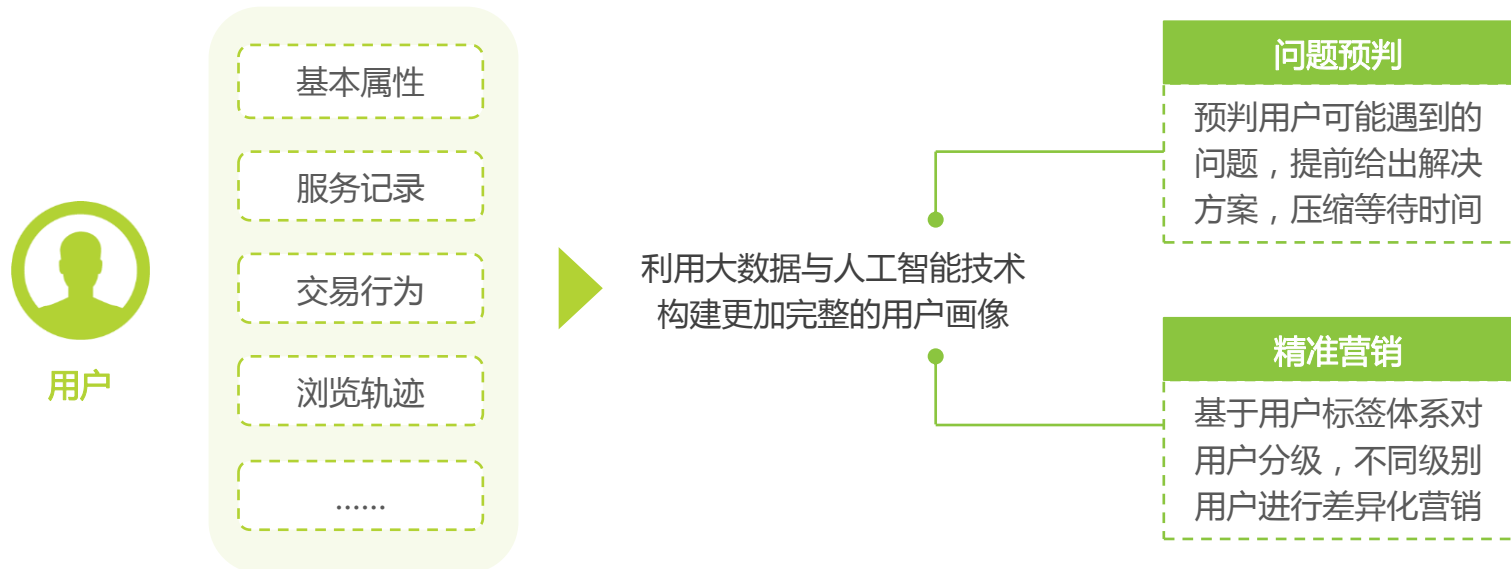 用户
基本属性
服务记录
交易行为
浏览轨迹
......
利用大数据与人工智能技术
构建更加完整的用户画像
问题预判
预判用户可能遇到的
问题，提前给出解决
方案，压缩等待时间
精准营销
基于用户标签体系对
用户分级，不同级别
用户进行差异化营销